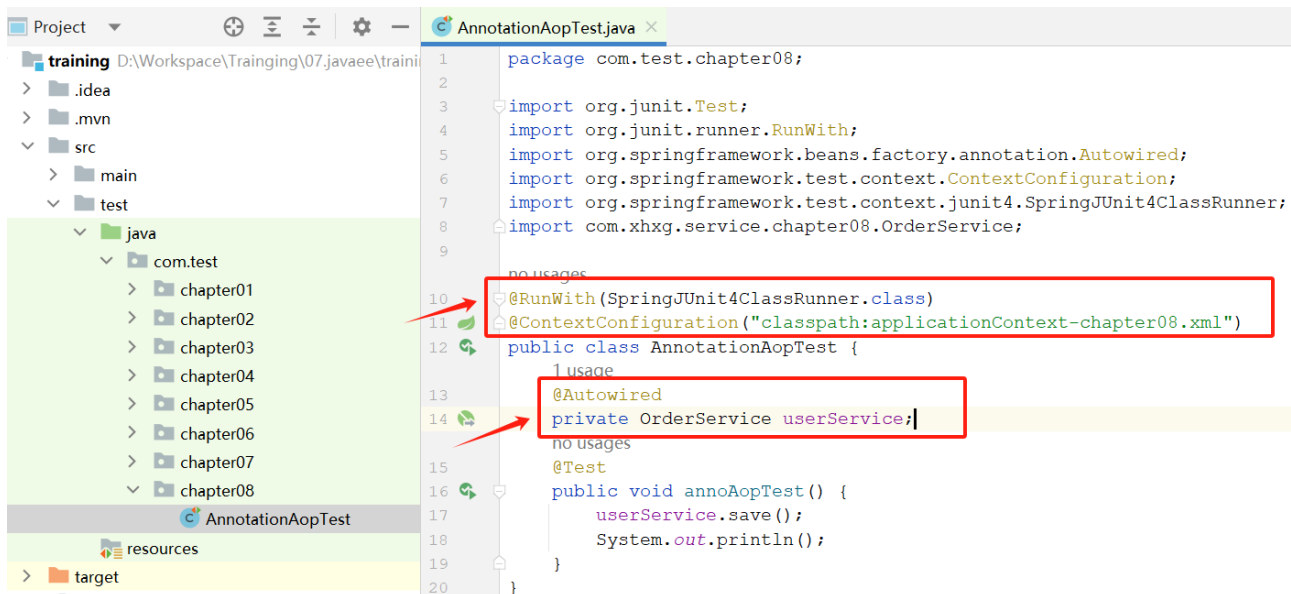 Project
training D:\Workspace\Trainging\07.javaee\traini
.idea
.mvn
src
main
test
java
com.test
chapter01
chapter02
chapter03
chapter04
chapter05
chapter06
chapter07
chapter08
AnnotationAopTest
resources
target
AnnotationAopTest.java
1 package com.test.chapter08;
2
3 import org.junit.Test;
4 import org.junit.runner.RunWith;
5 import org.springframework.beans.factory.annotation.Autowired;
6 import org.springframework.test.context.ContextConfiguration;
7 import org.springframework.test.context.junit4.SpringJUnit4ClassRunner;
8 import com.xhxg.service.chapter08.OrderService;
9
no usages
10 @RunWith(SpringJUnit4ClassRunner.class)
11 @ContextConfiguration("classpath:applicationContext-chapter08.xml")
12 public class AnnotationAopTest {
1 usage
13 @Autowired
14 private OrderService userService;
no usages
15 @Test
16 public void annoAopTest() {
17 userService.save();
18 System.out.println();
19 }
20 }